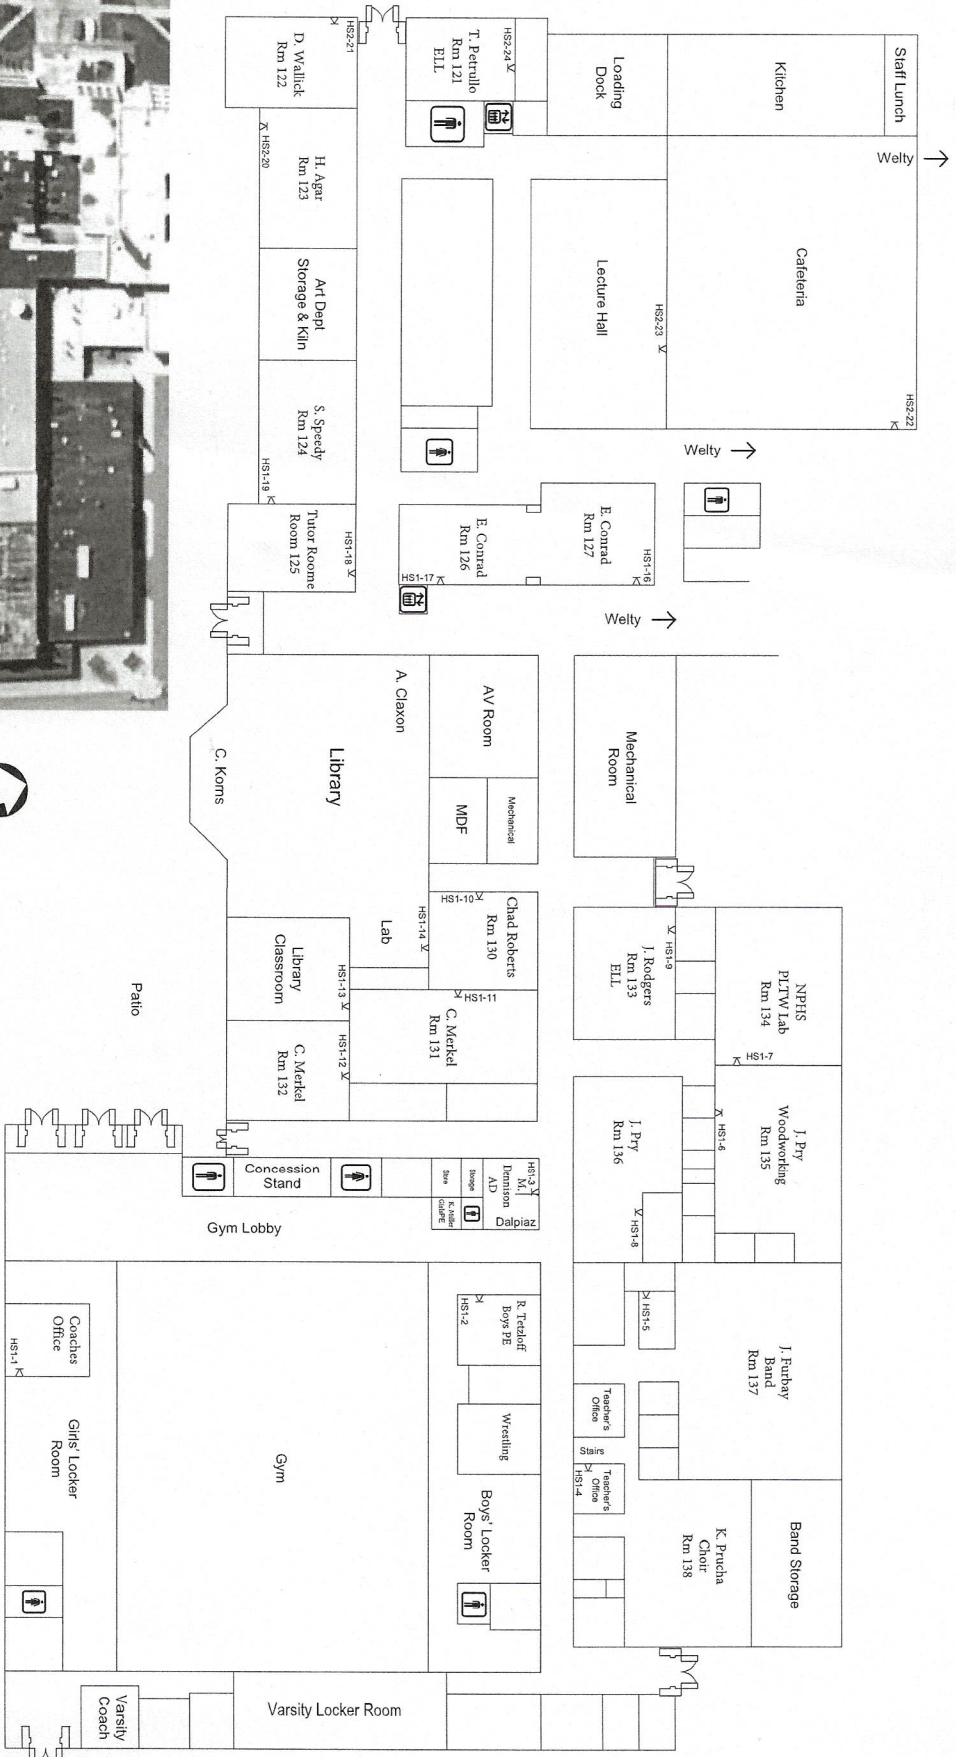 HS2-21
D. Wallick
Rm 122
HS2-24
T. Petrullo
Rm 121
ELL
Loading
Dock
Kitchen
Staff Lunch
Welty
HS2-20
H. Agar
Rm 123
Art Dept
Storage & Kiln
Lecture Hall
HS2-23
Cafeteria
HS2-22
S. Speedy
Rm 124
HS1-19
Welty
Tutor Roome
Room 125
HS1-18
E. Conrad
Rm 126
HS1-17
E. Conrad
Rm 127
HS1-16
Welty
A. Claxon
AV Room
Library
C. Korns
MDF
Mechanical
Mechanical
Room
HS1-10
Chad Roberts
Rm 130
HS1-14
Lab
Library
Classroom
HS1-13
HS1-11
C. Merkel
Rm 131
C. Merkel
Rm 132
HS1-12
Patio
HS1-9
J. Rodgers
Rm 133
ELL
NPHS
PLTW Lab
Rm 134
HS1-7
J. Pry
Woodworking
Rm 135
HS1-6
J. Pry
Rm 136
HS1-8
Concession
Stand
Storage
Store
K. Miller
GirlsPE
HS1-3
M.
Dennison
AD
Dalpiaz
Gym Lobby
Coaches
Office
HS1-1
Girls' Locker
Room
Gym
R. Tetzloff
Boys PE
HS1-2
Wrestling
Boys' Locker
Room
HS1-5
J. Furbay
Band
Rm 137
Teacher's
Office
Stairs
Teacher's
Office
HS1-4
K. Prucha
Choir
Rm 138
Band Storage
Varsity
Coach
Varsity Locker Room